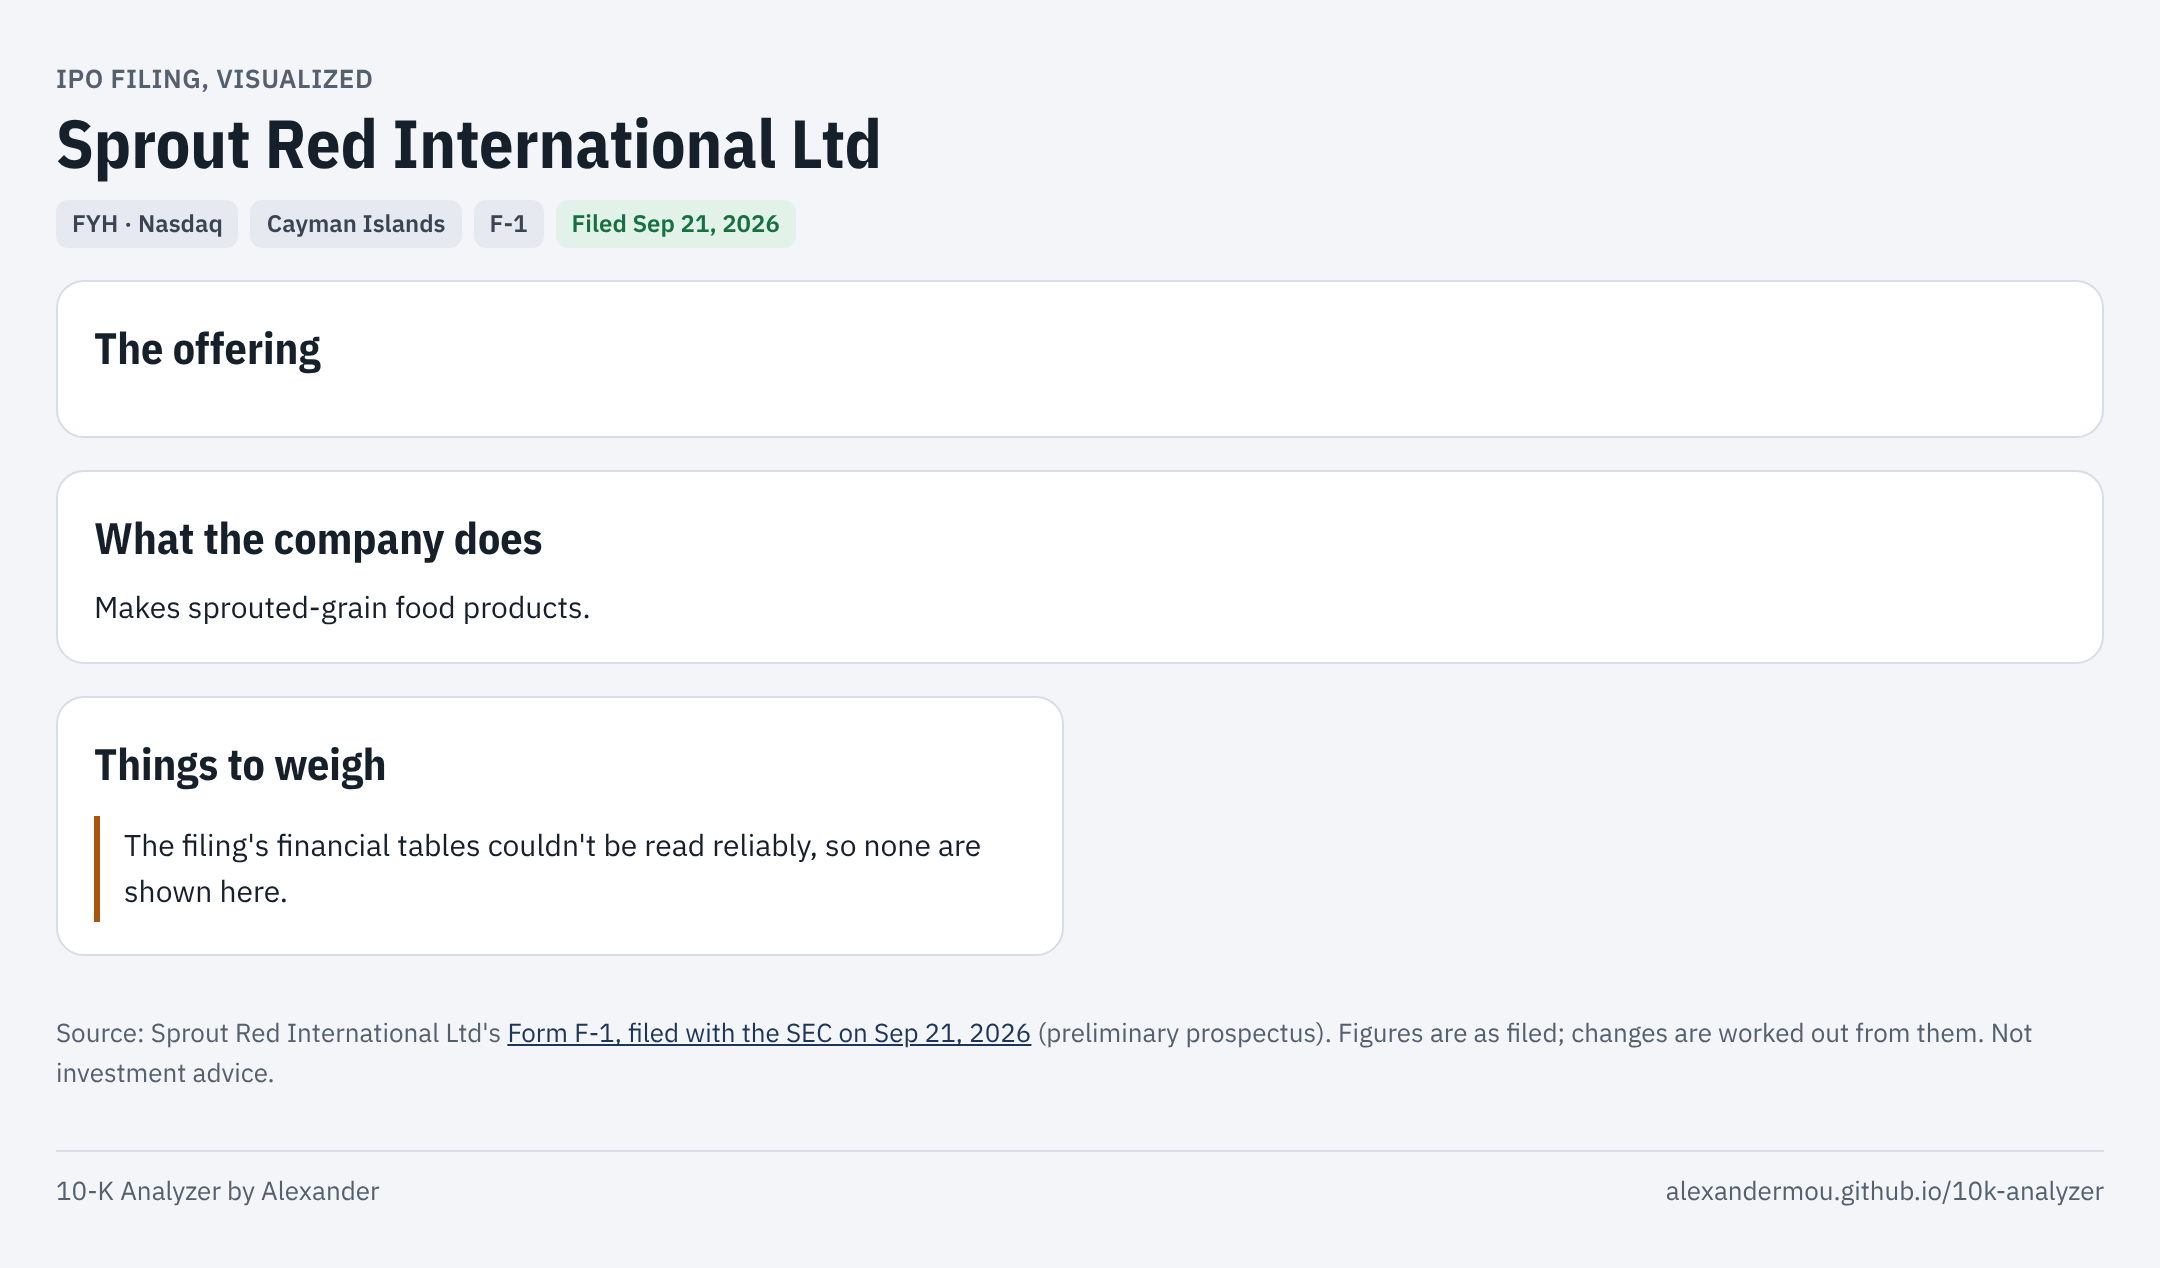 IPO FILING, VISUALIZED
Sprout Red International Ltd
FYH · Nasdaq Cayman Islands F-1 Filed Sep 21, 2026
The offering
What the company does
Makes sprouted-grain food products.
Things to weigh
The filing's financial tables couldn't be read reliably, so none are
shown here.
Source: Sprout Red International Ltd's Form F-1, filed with the SEC on Sep 21, 2026 (preliminary prospectus). Figures are as filed; changes are worked out from them. Not
investment advice.
10-K Analyzer by Alexander alexandermou.github.io/10k-analyzer